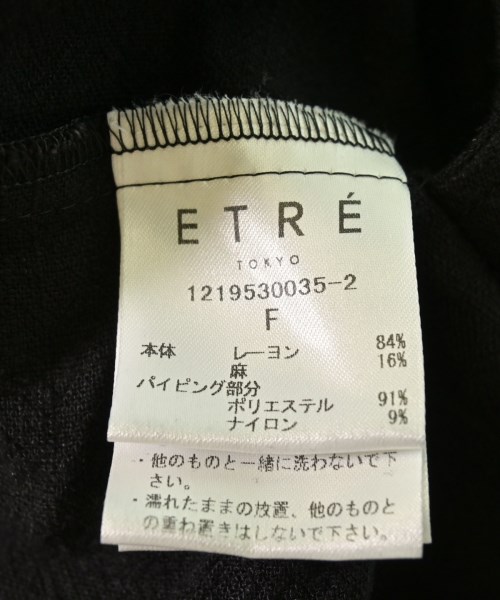 ETRÉ
TOKYO
1219530035-2
F
本体 レーヨン 84%
麻 16%
パイピング部分
ポリエステル 91%
ナイロン 9%
・他のものと一緒に洗わないで下
さい。
・濡れたままの放置、他のものと
の重ね置きはしないで下さい。